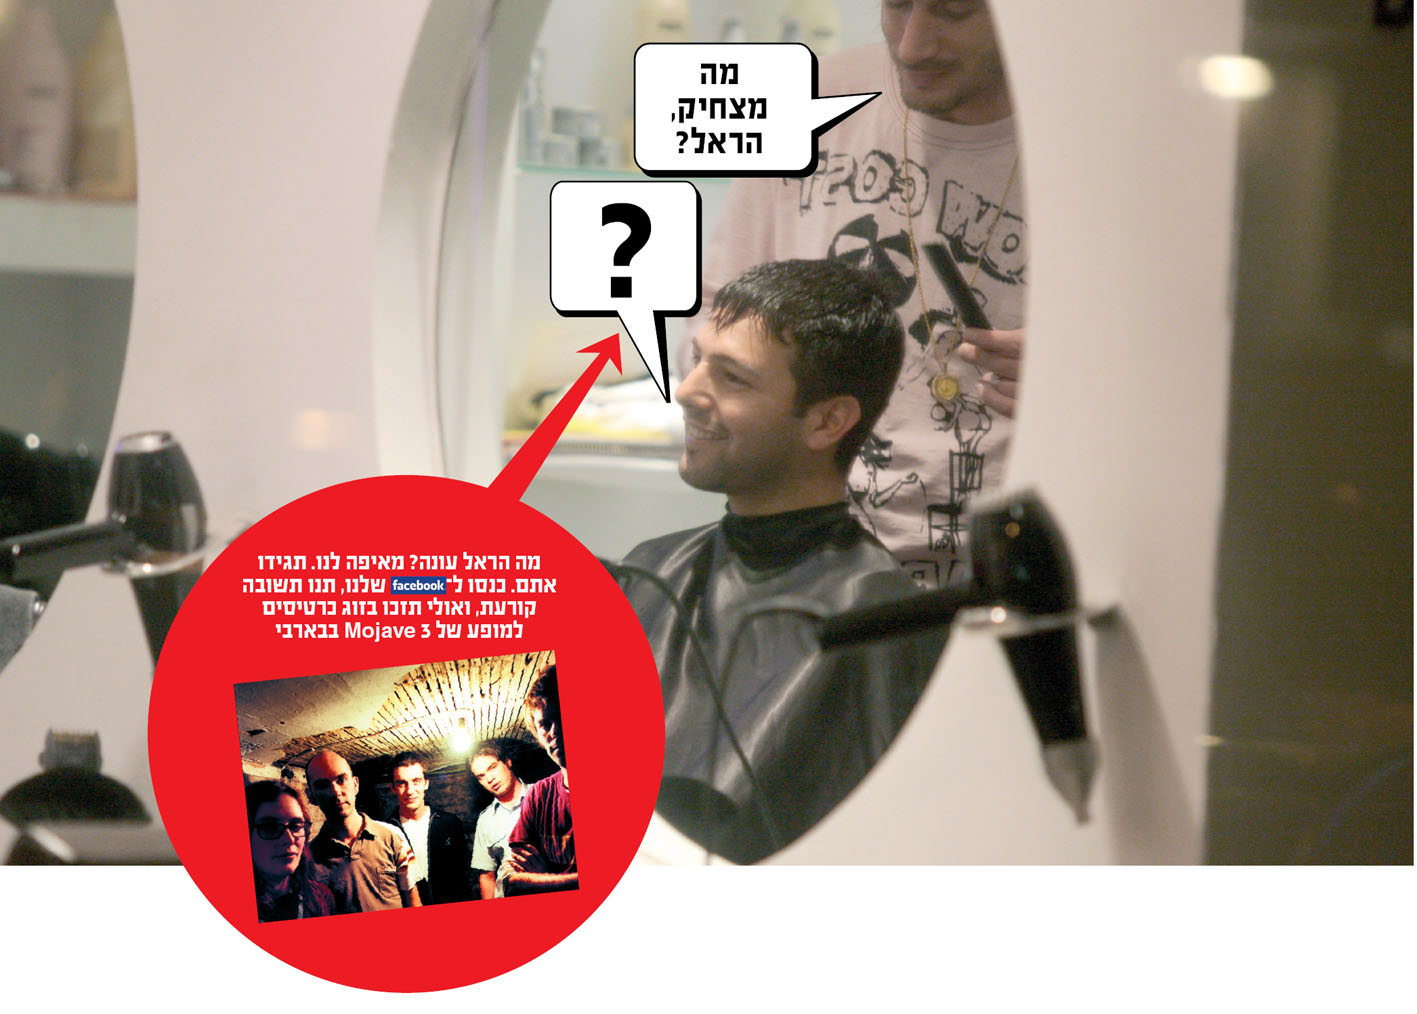 מה
מצחיק,
הראל?
?
מה הראל עונה? מאיפה לנו. תגידו
אתם. כנסו ל־facebook שלנו, תנו תשובה
קורעת, ואולי תזכו בזוג כרטיסים
למופע של Mojave 3 בבארבי